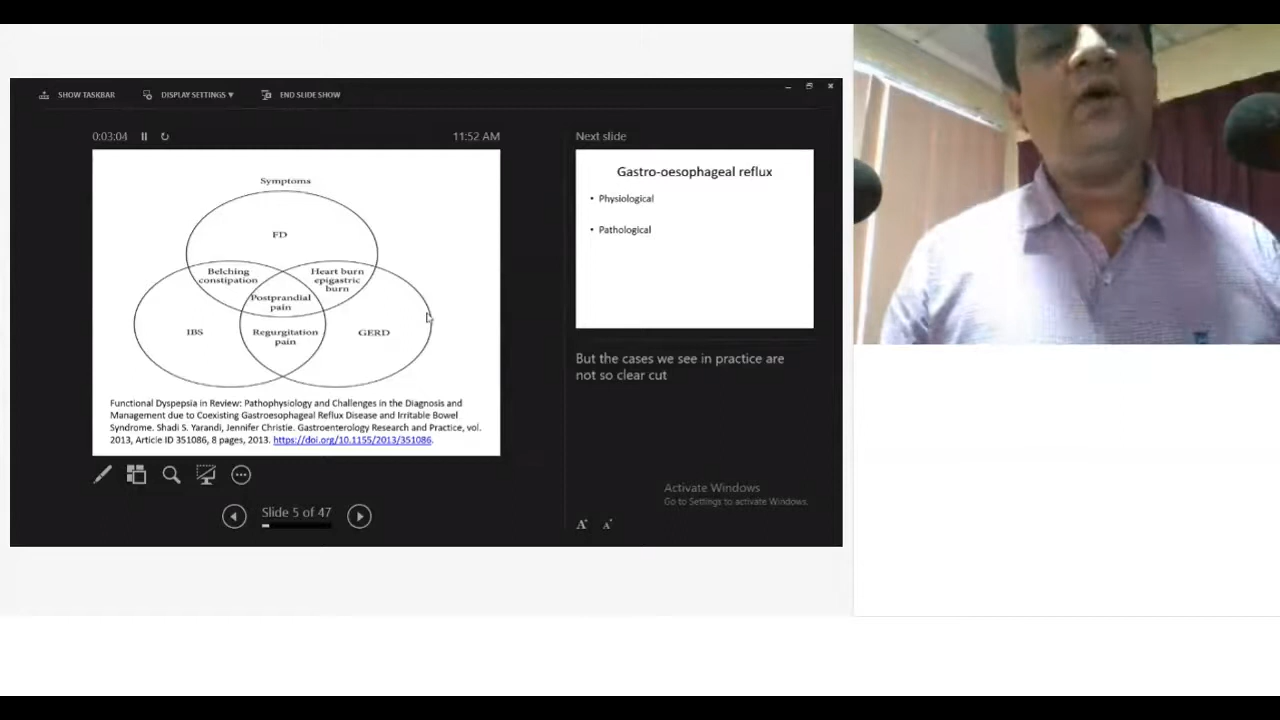 SHOW TASKBAR
DISPLAY SETTINGS ▾
END SLIDE SHOW
0:03:04
11:52 AM
Symptoms
FD
Belching
constipation
Heart burn
epigastric
burn
Postprandial
pain
IBS
Regurgitation
pain
GERD
Functional Dyspepsia in Review: Pathophysiology and Challenges in the Diagnosis and
Management due to Coexisting Gastroesophageal Reflux Disease and Irritable Bowel
Syndrome. Shadi S. Yarandi, Jennifer Christie. Gastroenterology Research and Practice, vol.
2013, Article ID 351086, 8 pages, 2013. https://doi.org/10.1155/2013/351086.
Slide 5 of 47
Next slide
Gastro-oesophageal reflux
• Physiological
• Pathological
But the cases we see in practice are
not so clear cut
Activate Windows
Go to Settings to activate Windows.
A A